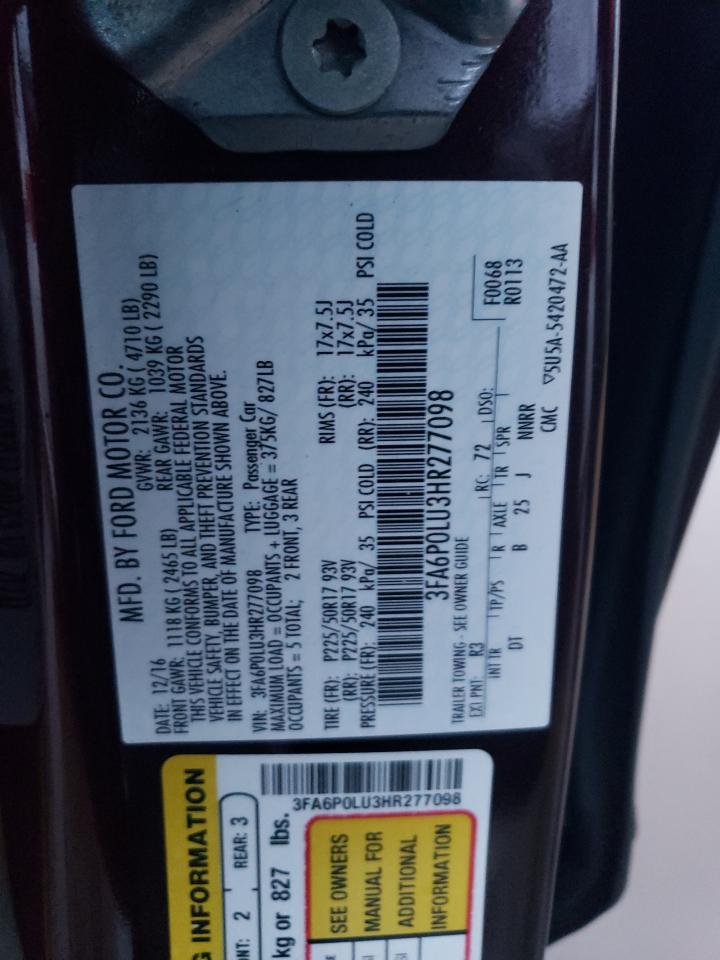 MFD. BY FORD MOTOR CO.
DATE: 12/16 GVWR: 2136 KG ( 4710 LB)
FRONT GAWR: 1118 KG ( 2465 LB) REAR GAWR: 1039 KG ( 2290 LB)
THIS VEHICLE CONFORMS TO ALL APPLICABLE FEDERAL MOTOR
VEHICLE SAFETY, BUMPER, AND THEFT PREVENTION STANDARDS
IN EFFECT ON THE DATE OF MANUFACTURE SHOWN ABOVE.
VIN: 3FA6P0LU3HR277098 TYPE: Passenger Car
MAXIMUM LOAD = OCCUPANTS + LUGGAGE = 375KG/ 827LB
OCCUPANTS = 5 TOTAL; 2 FRONT, 3 REAR
TIRE (FR): P225/50R17 93V RIMS (FR): 17x7.5J
(RR): P225/50R17 93V (RR): 17x7.5J
PRESSURE (FR): 240 kPa/ 35 PSI COLD (RR): 240 kPa/ 35 PSI COLD
3FA6P0LU3HR277098
TRAILER TOWING - SEE OWNER GUIDE
F0068
R0113
EXT PNT: R3 RC: 72 DSO:
INT TR TP/PS R AXLE TR SPR
DT B 25 J NNRR
CMC ▽5U5A-5420472-AA
G INFORMATION
NT: 2 REAR: 3
kg or 827 lbs.
3FA6P0LU3HR277098
SEE OWNERS
MANUAL FOR
ADDITIONAL
INFORMATION